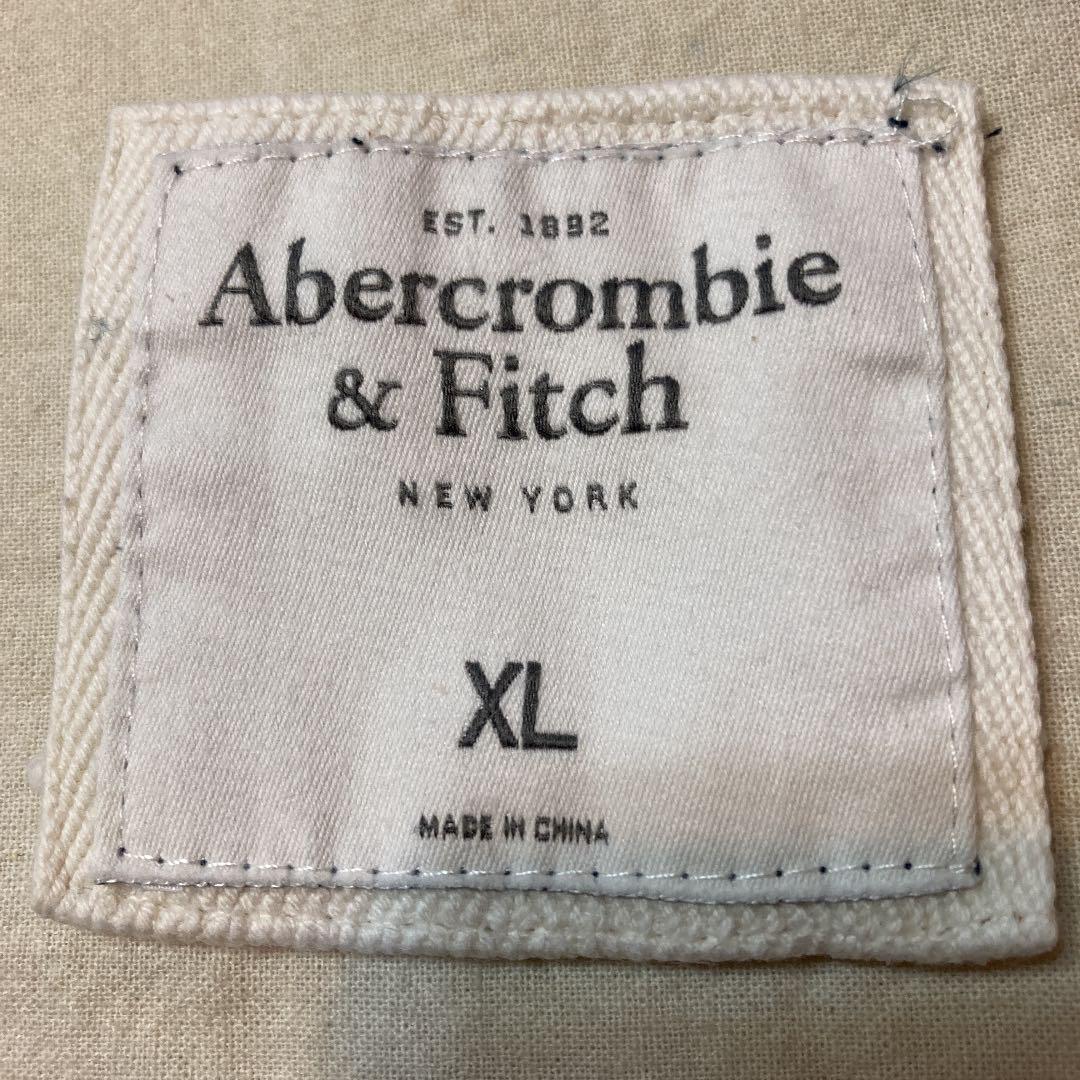 EST. 1892
Abercrombie
& Fitch
NEW YORK
XL
MADE IN CHINA